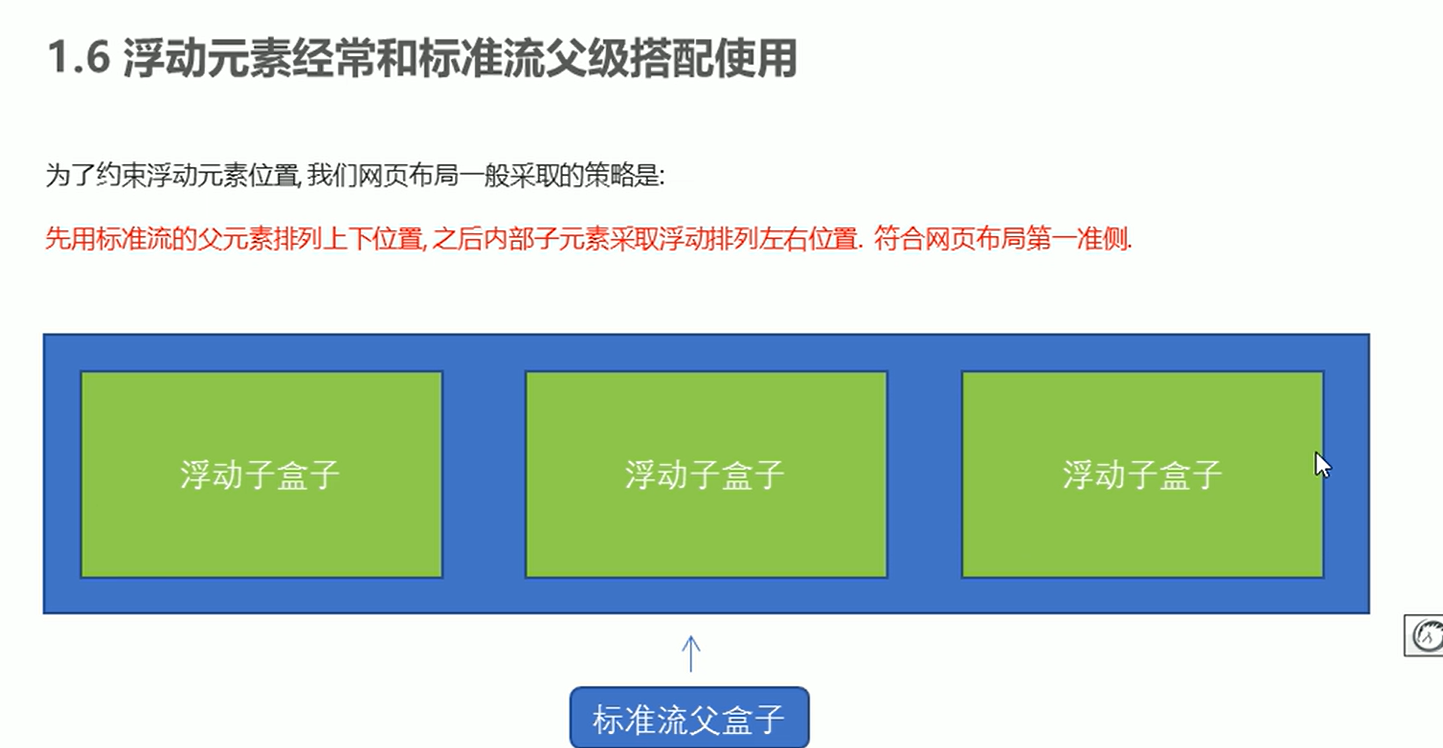 1.6 浮动元素经常和标准流父级搭配使用
为了约束浮动元素位置, 我们网页布局一般采取的策略是:
先用标准流的父元素排列上下位置, 之后内部子元素采取浮动排列左右位置. 符合网页布局第一准侧.
浮动子盒子
浮动子盒子
浮动子盒子
标准流父盒子